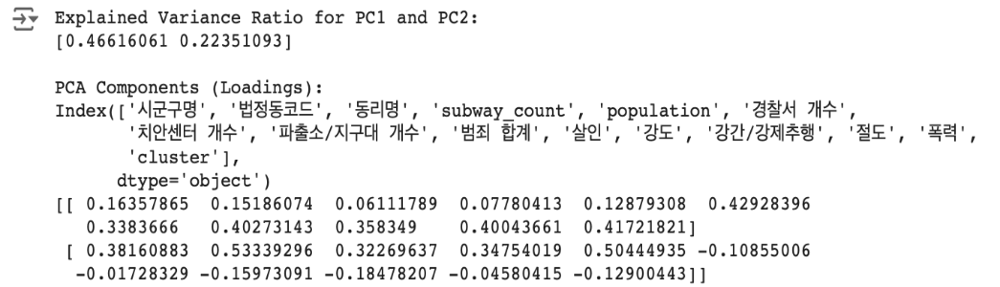 Explained Variance Ratio for PC1 and PC2:
[0.46616061 0.22351093]
PCA Components (Loadings):
Index(['시군구명', '법정동코드', '동리명', 'subway_count', 'population', '경찰서 개수',
'치안센터 개수', '파출소/지구대 개수', '범죄 합계', '살인', '강도', '강간/강제추행', '절도', '폭력',
'cluster'],
dtype='object')
[[ 0.16357865 0.15186074 0.06111789 0.07780413 0.12879308 0.42928396
0.3383666 0.40273143 0.358349 0.40043661 0.41721821]
[ 0.38160883 0.53339296 0.32269637 0.34754019 0.50444935 -0.10855006
-0.01728329 -0.15973091 -0.18478207 -0.04580415 -0.12900443]]